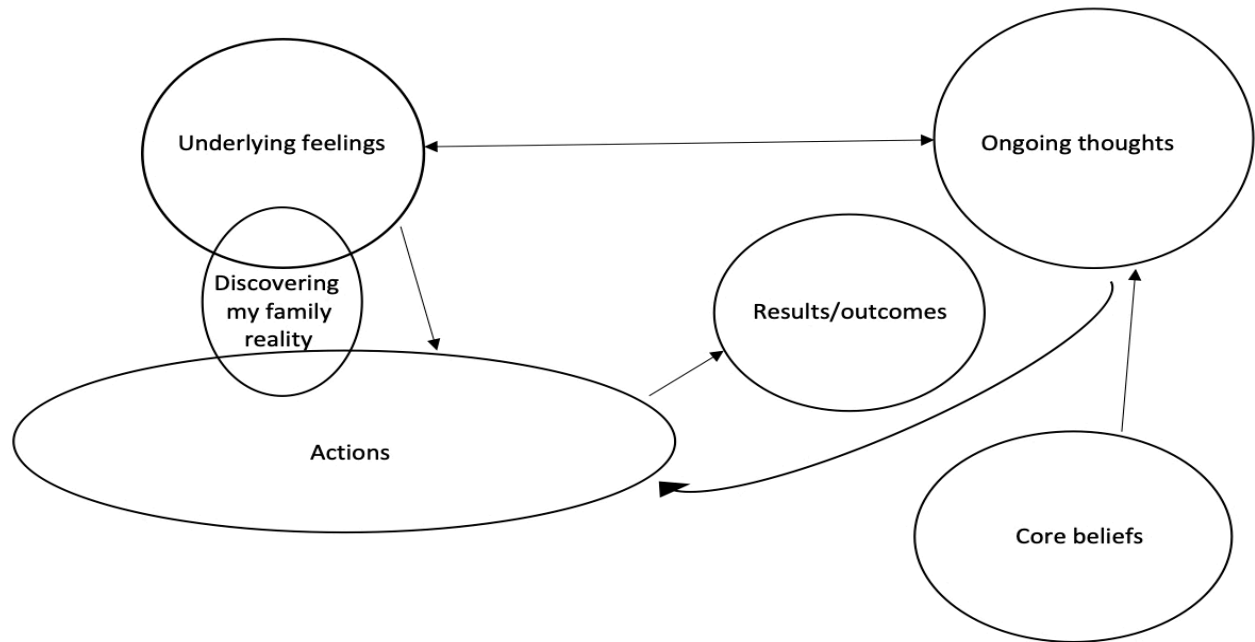 Underlying feelings
Ongoing thoughts
Discovering
my family
reality
Results/outcomes
Actions
Core beliefs